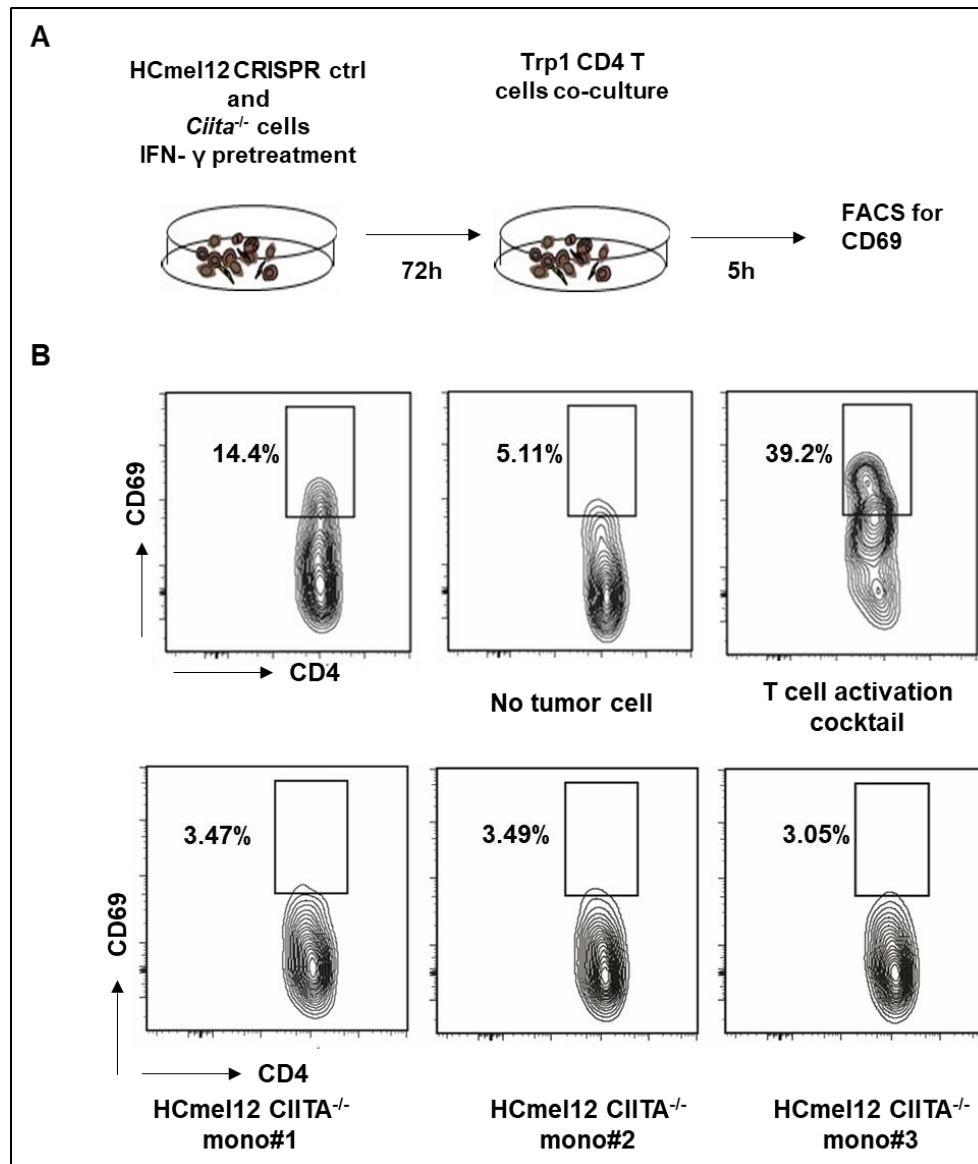 A
HCmel12 CRISPR ctrl
and
Ciita-/- cells
IFN- γ pretreatment
Trp1 CD4 T
cells co-culture
72h
5h
FACS for
CD69
B
14.4%
5.11%
39.2%
CD69
CD4
No tumor cell
T cell activation
cocktail
3.47%
3.49%
3.05%
CD69
CD4
HCmel12 CIITA-/-
mono#1
HCmel12 CIITA-/-
mono#2
HCmel12 CIITA-/-
mono#3